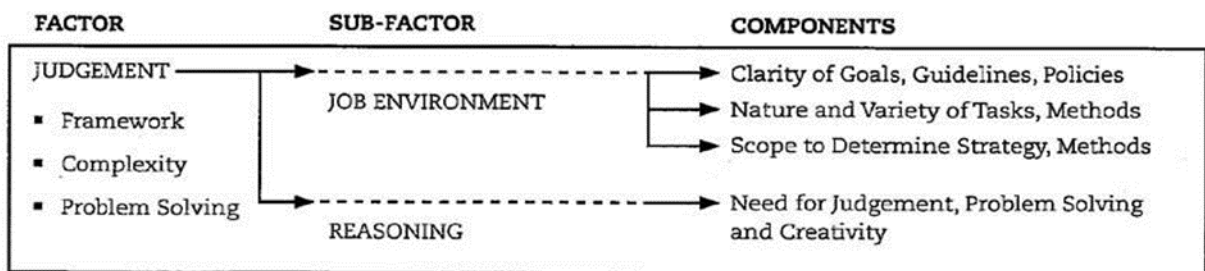 FACTOR SUB-FACTOR COMPONENTS
JUDGEMENT
▪ Framework
▪ Complexity
▪ Problem Solving
JOB ENVIRONMENT
REASONING
Clarity of Goals, Guidelines, Policies
Nature and Variety of Tasks, Methods
Scope to Determine Strategy, Methods
Need for Judgement, Problem Solving
and Creativity